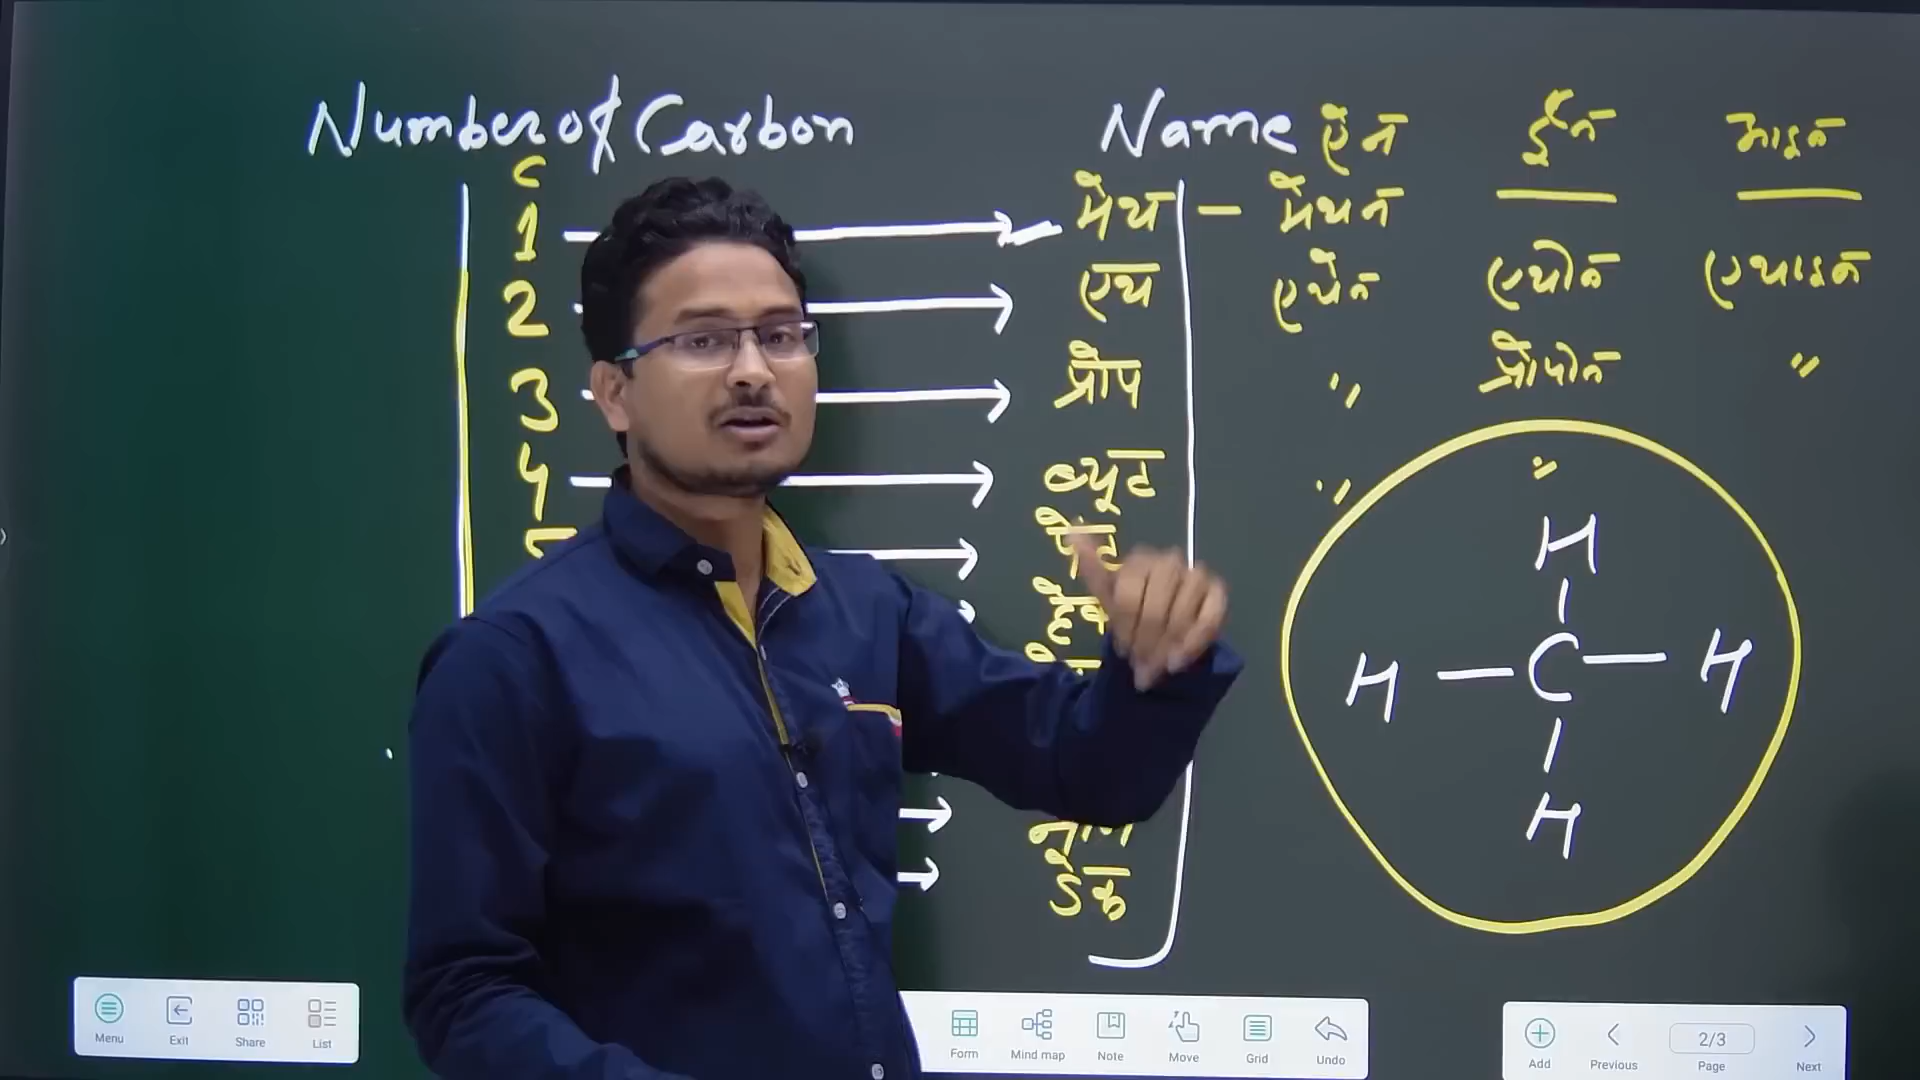 Number of Carbon Name ऐन ईन आइन
C
1 मेथ - मेथेन
2 एथ एथेन एथीन एथाइन
3 प्रोप " प्रोपीन "
4 ब्यूट " "
5 पेंट
H
H - C - H
H
डेक
Menu Exit Share List
Form Mind map Note Move Grid Undo
Add Previous 2/3 Page Next